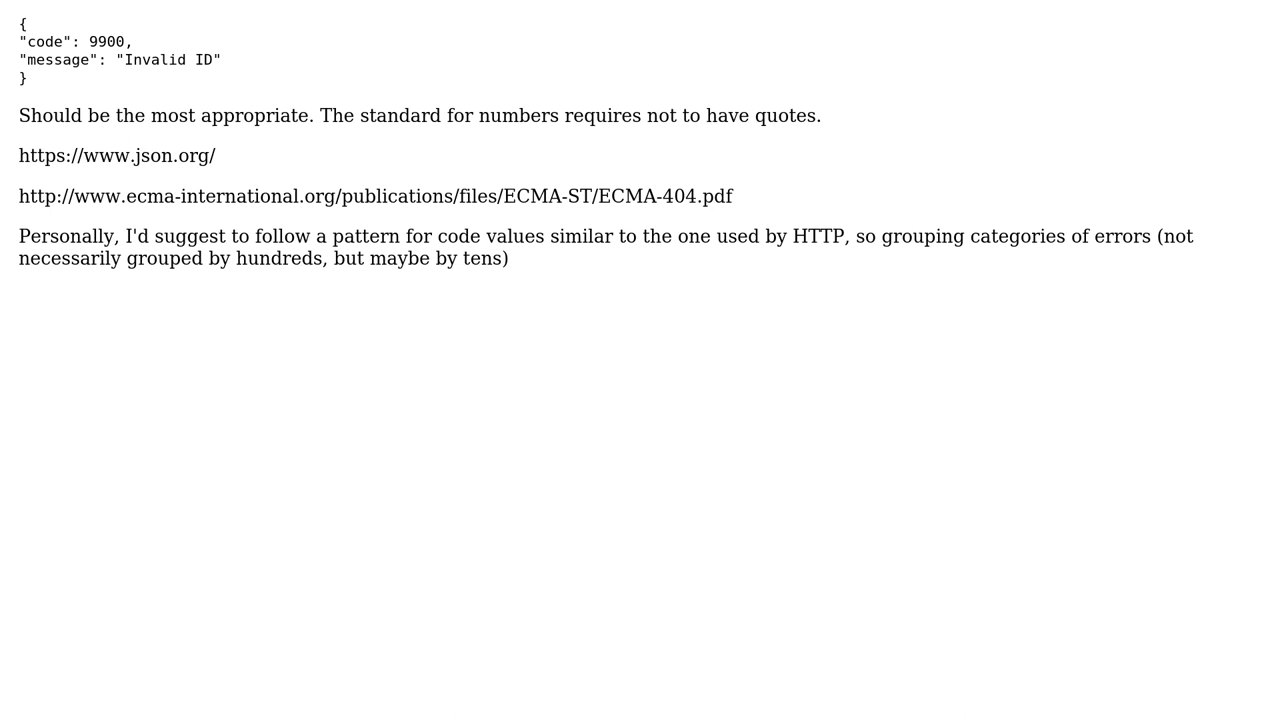 {
"code": 9900,
"message": "Invalid ID"
}
Should be the most appropriate. The standard for numbers requires not to have quotes.
https://www.json.org/
http://www.ecma-international.org/publications/files/ECMA-ST/ECMA-404.pdf
Personally, I'd suggest to follow a pattern for code values similar to the one used by HTTP, so grouping categories of errors (not
necessarily grouped by hundreds, but maybe by tens)